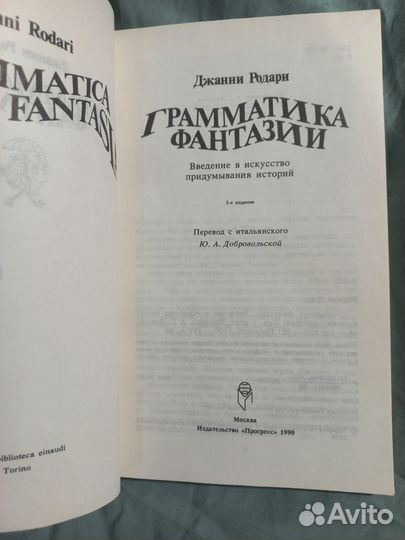 ni Rodari
MMATICA
FANTASI
biblioteca einaudi
Torino
Джанни Родари
ГРАММАТИКА
ФАНТАЗИИ
Введение в искусство
придумывания историй
2-е издание
Перевод с итальянского
Ю. А. Добровольской
Москва
Издательство «Прогресс» 1990
Avito